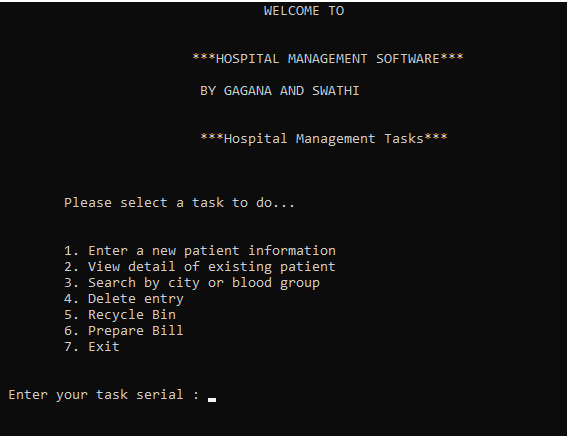 WELCOME TO
***HOSPITAL MANAGEMENT SOFTWARE***
BY GAGANA AND SWATHI
***Hospital Management Tasks***
Please select a task to do...
1. Enter a new patient information
2. View detail of existing patient
3. Search by city or blood group
4. Delete entry
5. Recycle Bin
6. Prepare Bill
7. Exit
Enter your task serial :